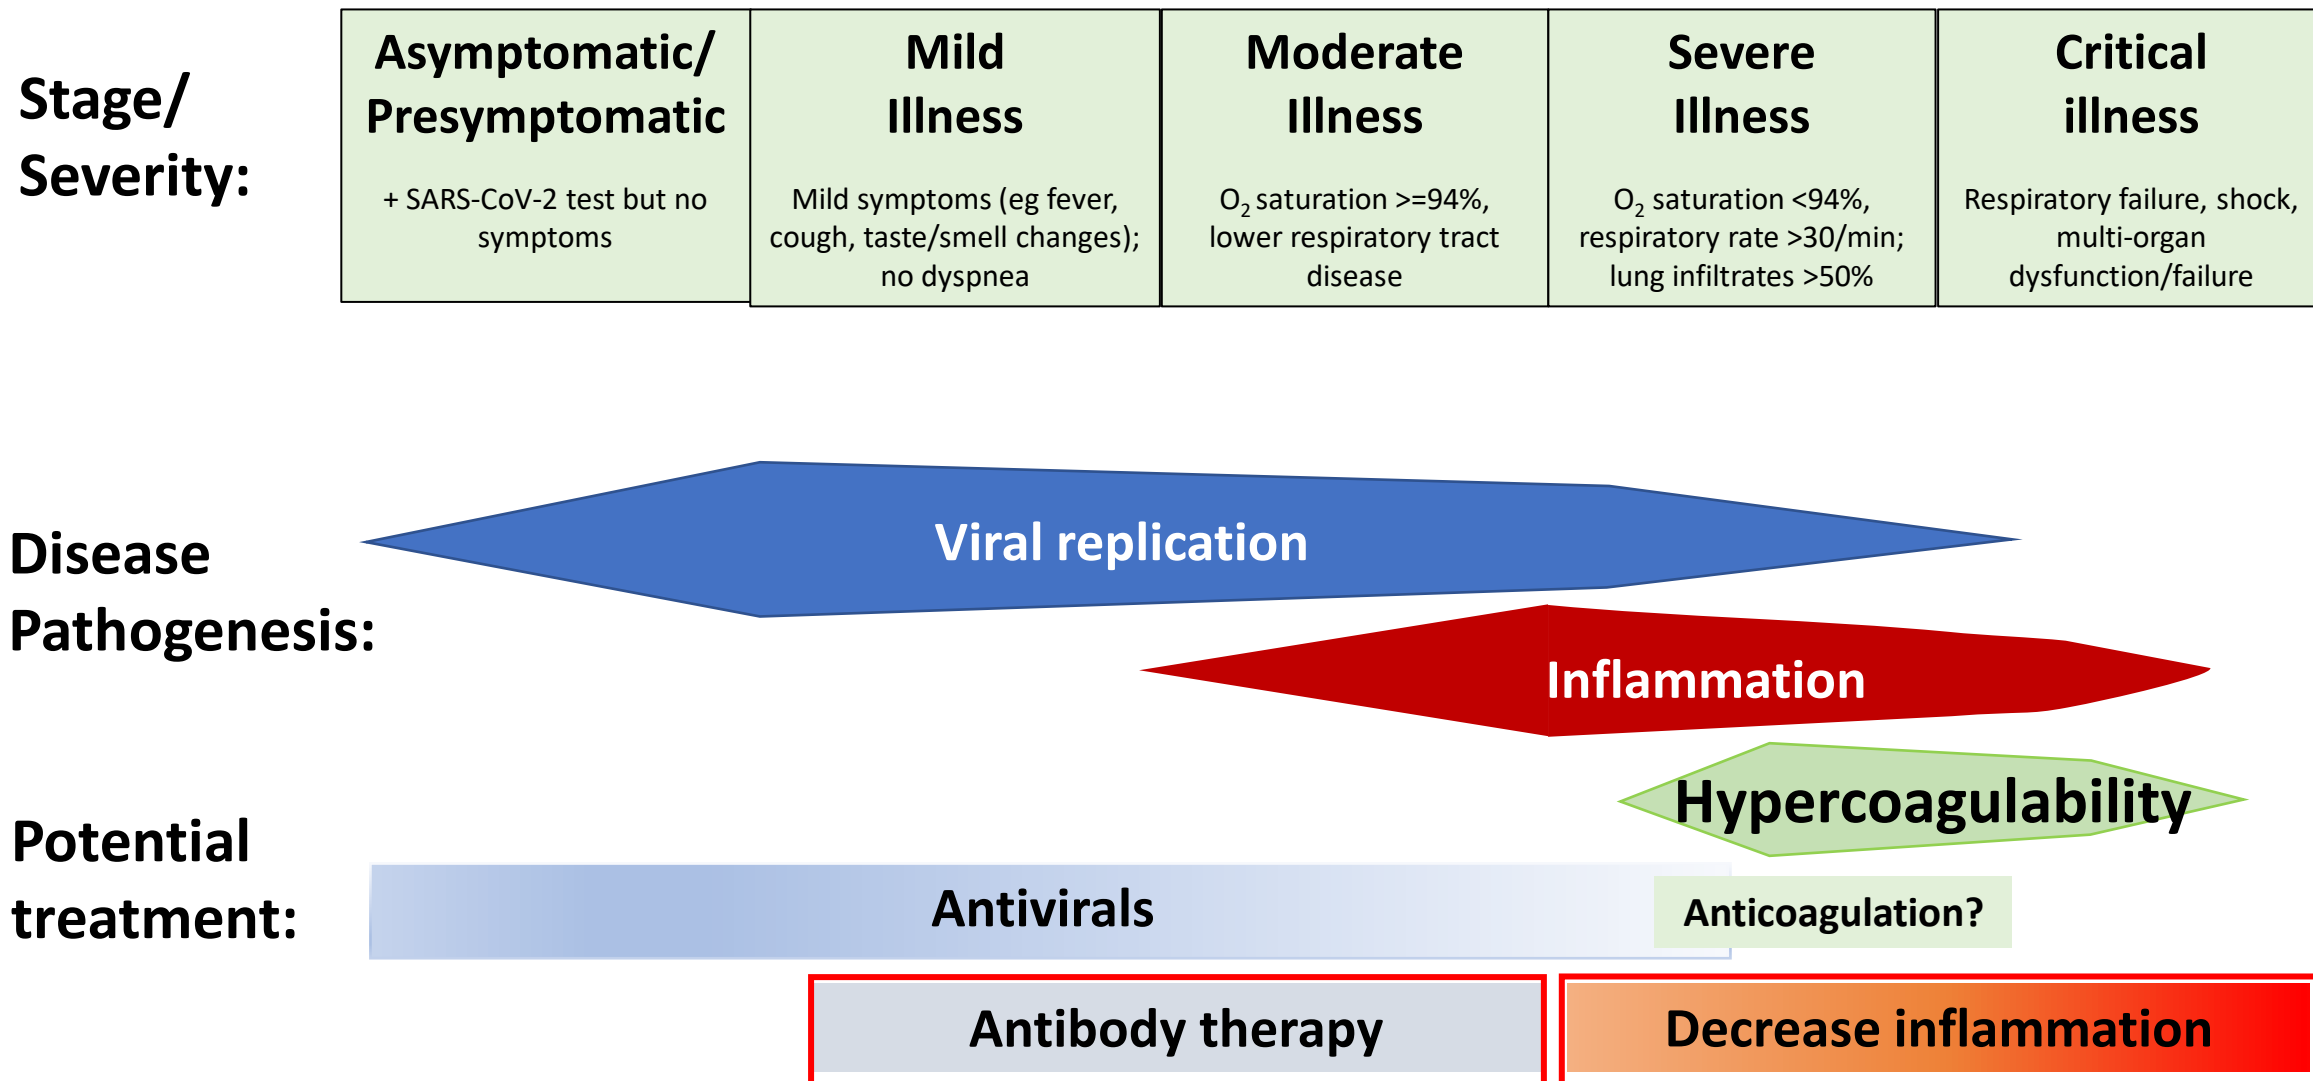 Stage/
Severity:
Asymptomatic/
Presymptomatic
+ SARS-CoV-2 test but no
symptoms
Mild
Illness
Mild symptoms (eg fever,
cough, taste/smell changes);
no dyspnea
Moderate
Illness
O₂ saturation >=94%,
lower respiratory tract
disease
Severe
Illness
O₂ saturation <94%,
respiratory rate >30/min;
lung infiltrates >50%
Critical
illness
Respiratory failure, shock,
multi-organ
dysfunction/failure
Disease
Pathogenesis:
Viral replication
Inflammation
Hypercoagulability
Potential
treatment:
Antivirals
Anticoagulation?
Antibody therapy
Decrease inflammation